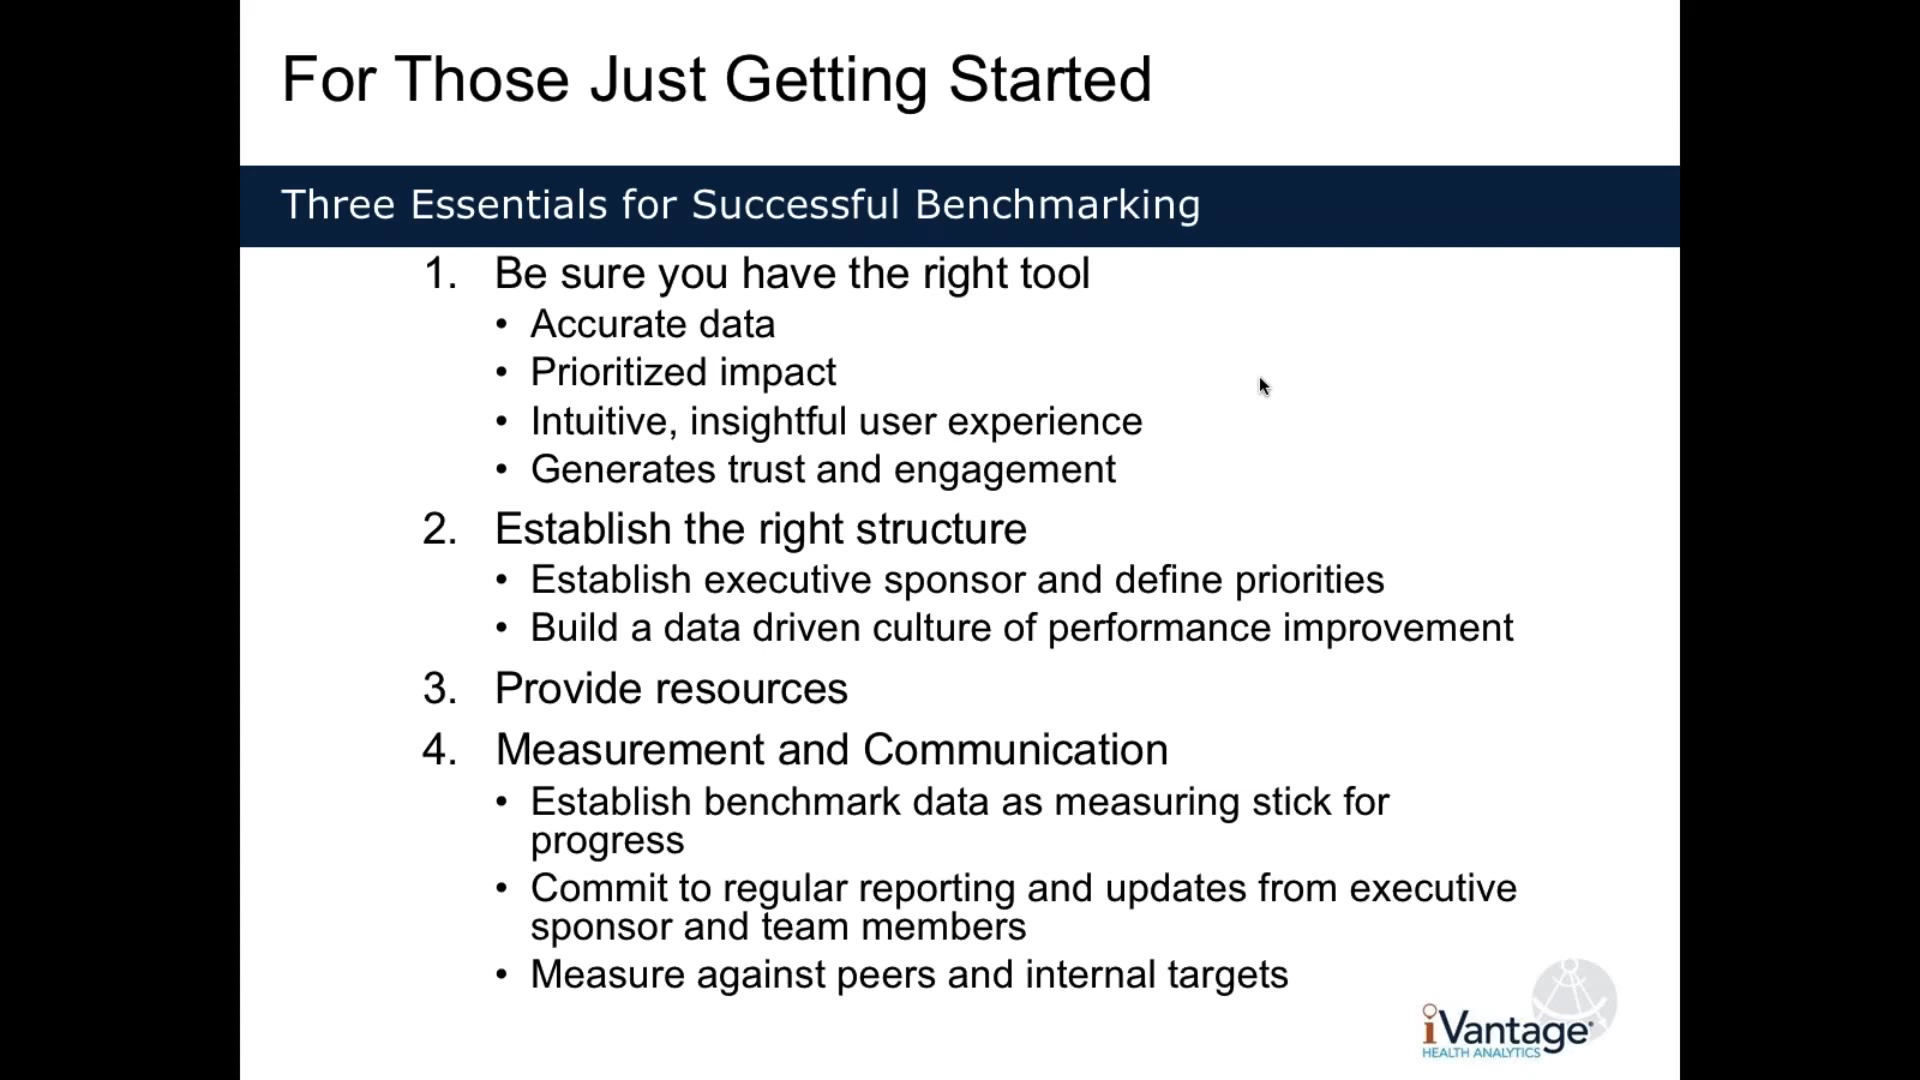 For Those Just Getting Started
Three Essentials for Successful Benchmarking
1. Be sure you have the right tool
• Accurate data
• Prioritized impact
• Intuitive, insightful user experience
• Generates trust and engagement
2. Establish the right structure
• Establish executive sponsor and define priorities
• Build a data driven culture of performance improvement
3. Provide resources
4. Measurement and Communication
• Establish benchmark data as measuring stick for
progress
• Commit to regular reporting and updates from executive
sponsor and team members
• Measure against peers and internal targets
iVantage
HEALTH ANALYTICS